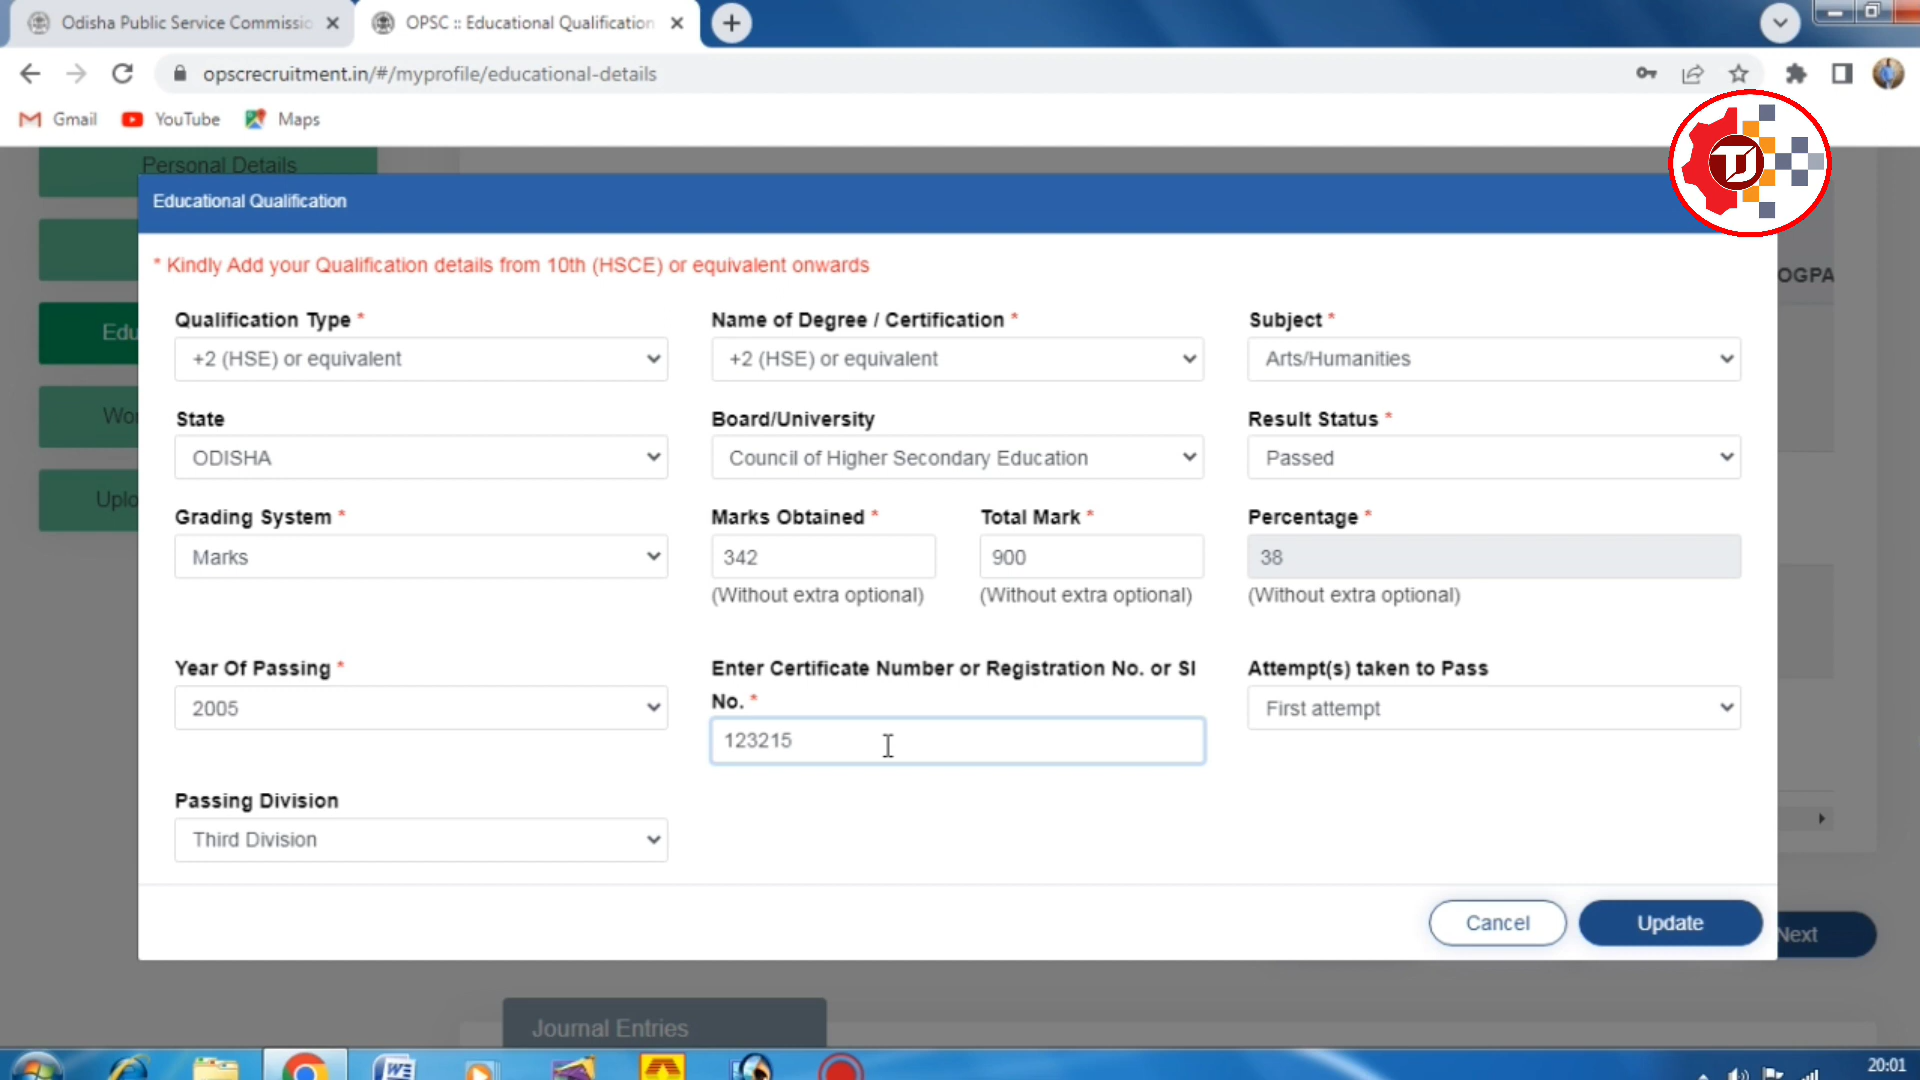 Odisha Public Service Commissio
OPSC :: Educational Qualification
opscrecruitment.in/#/myprofile/educational-details
Gmail
YouTube
Maps
Personal Details
Educational Qualification
* Kindly Add your Qualification details from 10th (HSCE) or equivalent onwards
OGPA
Qualification Type *
Name of Degree / Certification *
Subject *
+2 (HSE) or equivalent
+2 (HSE) or equivalent
Arts/Humanities
Edu
State
Board/University
Result Status *
Wor
ODISHA
Council of Higher Secondary Education
Passed
Uplo
Grading System *
Marks Obtained *
Total Mark *
Percentage *
Marks
342
900
38
(Without extra optional)
(Without extra optional)
(Without extra optional)
Year Of Passing *
Enter Certificate Number or Registration No. or Sl
No. *
Attempt(s) taken to Pass
2005
123215
First attempt
Passing Division
Third Division
Cancel
Update
Next
Journal Entries
20:01